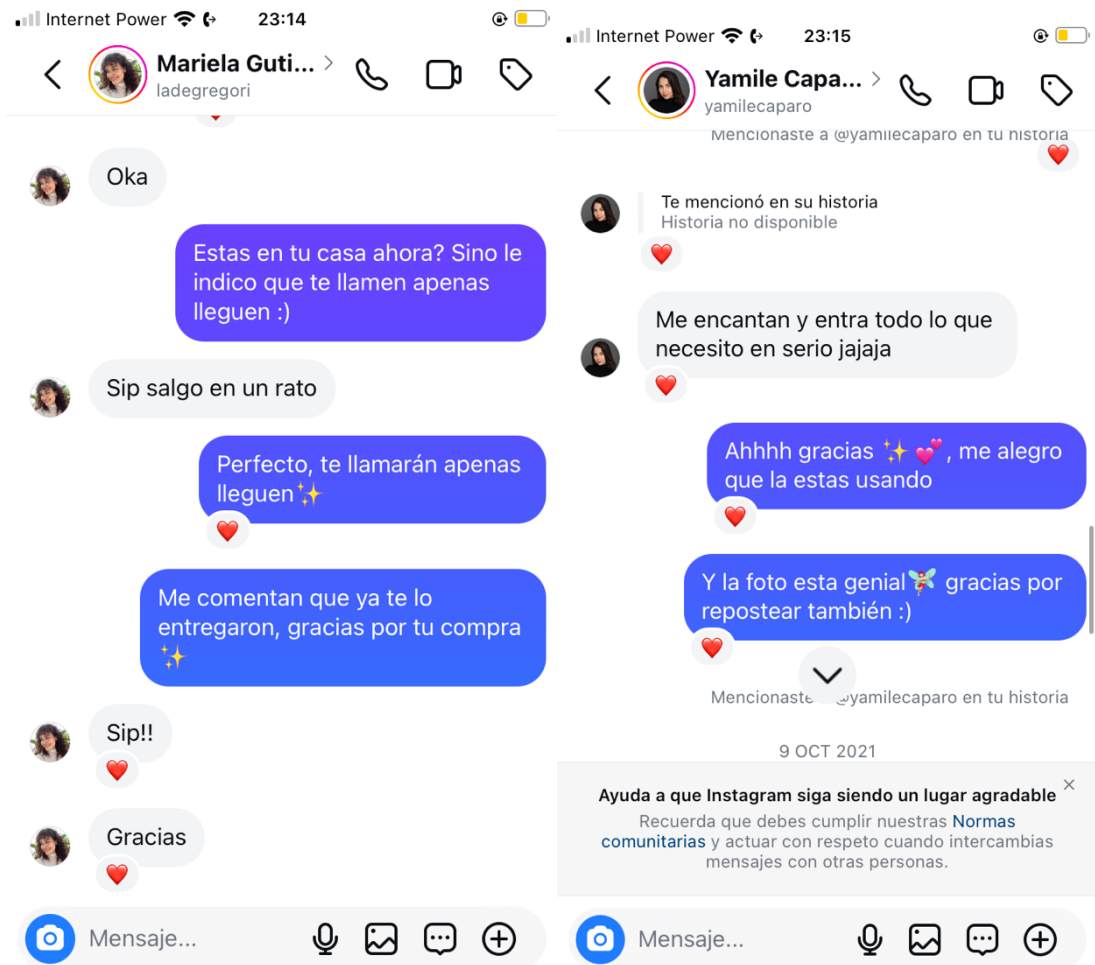 Internet Power 23:14
Mariela Guti...
ladegregori
Oka
Estas en tu casa ahora? Sino le
indico que te llamen apenas
lleguen :)
Sip salgo en un rato
Perfecto, te llamarán apenas
lleguen✨
Me comentan que ya te lo
entregaron, gracias por tu compra
✨
Sip!!
Gracias
Mensaje...
Internet Power 23:15
Yamile Capa...
yamilecaparo
Mencionaste a @yamilecaparo en tu historia
Te mencionó en su historia
Historia no disponible
Me encantan y entra todo lo que
necesito en serio jajaja
Ahhhh gracias ✨💕, me alegro
que la estas usando
Y la foto esta genial🧚 gracias por
repostear también :)
Mencionaste yamilecaparo en tu historia
9 OCT 2021
Ayuda a que Instagram siga siendo un lugar agradable
Recuerda que debes cumplir nuestras Normas
comunitarias y actuar con respeto cuando intercambias
mensajes con otras personas.
Mensaje...